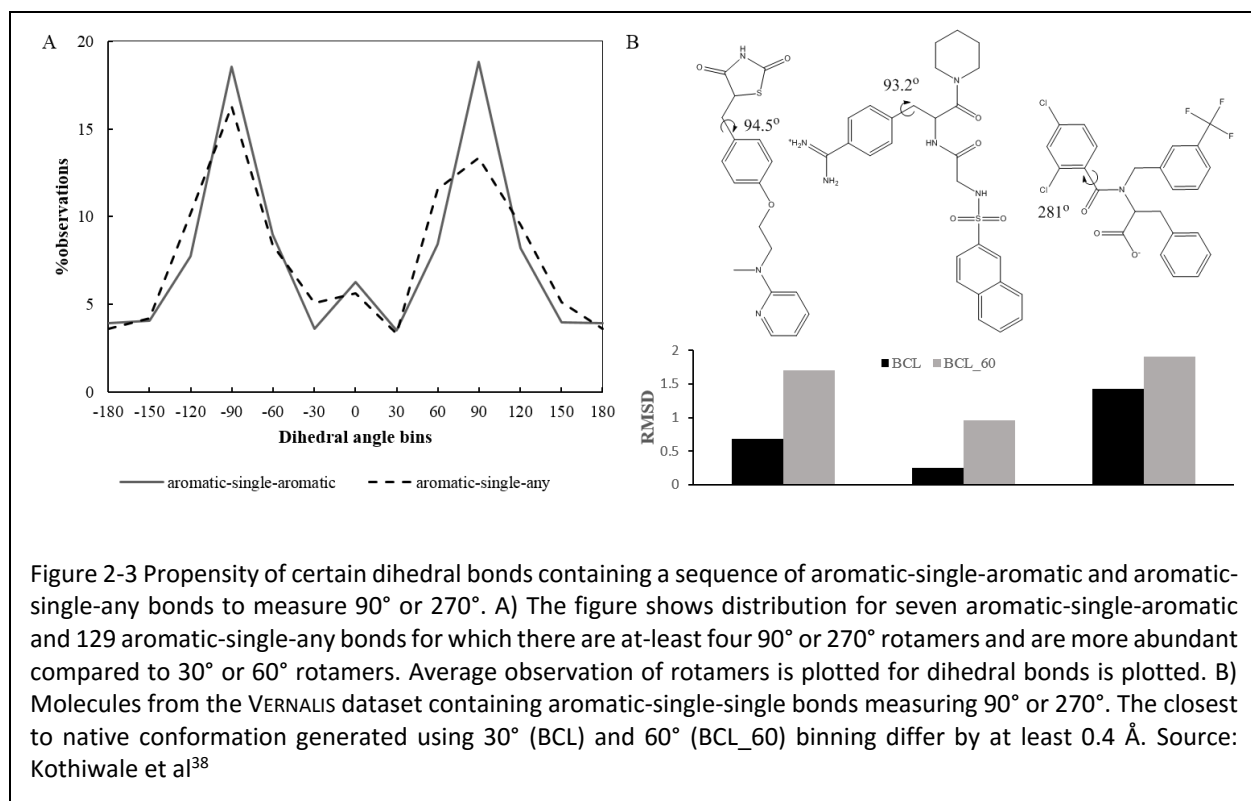 A
20
15
10
5
0
%observations
-180 -150 -120 -90 -60 -30 0 30 60 90 120 150 180
Dihedral angle bins
aromatic-single-aromatic
aromatic-single-any
B
NH
O
O
S
94.5°
O
N
N
93.2°
N
O
+H2N
NH2
HN
O
NH
O
S
O
Cl
Cl
F
F
F
N
O
281°
O
O-
BCL
BCL_60
2
1.5
1
0.5
0
RMSD
Figure 2-3 Propensity of certain dihedral bonds containing a sequence of aromatic-single-aromatic and aromatic-
single-any bonds to measure 90° or 270°. A) The figure shows distribution for seven aromatic-single-aromatic
and 129 aromatic-single-any bonds for which there are at-least four 90° or 270° rotamers and are more abundant
compared to 30° or 60° rotamers. Average observation of rotamers is plotted for dihedral bonds is plotted. B)
Molecules from the VERNALIS dataset containing aromatic-single-single bonds measuring 90° or 270°. The closest
to native conformation generated using 30° (BCL) and 60° (BCL_60) binning differ by at least 0.4 Å. Source:
Kothiwale et al38